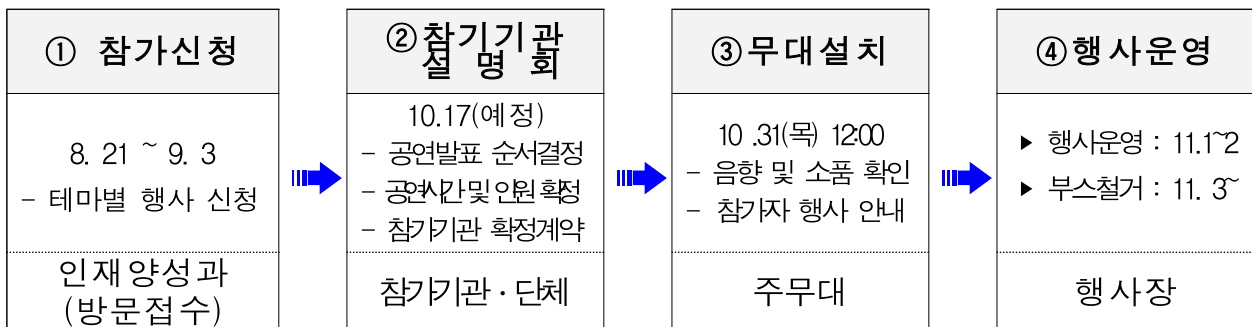 ① 참가신청
8. 21 ~ 9. 3
- 테마별 행사 신청
인재양성과
(방문접수)
②참기기관
설 명 회
10.17(예정)
- 공연발표 순서결정
- 공연시간 및 인원 확정
- 참가기관 확정계약
참가기관 · 단체
③무대설치
10 .31(목) 12:00
- 음향 및 소품 확인
- 참가자 행사 안내
주무대
④행사운영
▶ 행사운영 : 11.1~2
▶ 부스철거 : 11. 3~
행사장